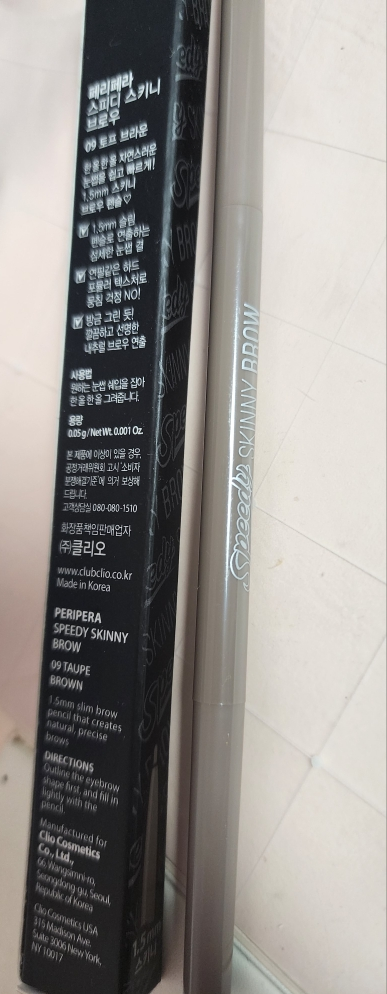 페리페라
스피디 스키니
브로우
09 토프 브라운
한 올 한 올 자연스러운
눈썹을 쉽고 빠르게!
1.5mm 스키니
브로우 펜슬♡
1.5mm 슬림
펜슬로 연출하는
섬세한 눈썹 결
연필같은 하드
포뮬러 텍스처로
뭉침 걱정 NO!
방금 그린 듯!
깔끔하고 선명한
내추럴 브로우 연출
사용법
원하는 눈썹 쉐입을 잡아
한 올 한 올 그려줍니다.
용량
0.05g / Net Wt. 0.001 Oz.
본 제품에 이상이 있을 경우,
공정거래위원회 고시 '소비자
분쟁해결기준'에 의거 보상해
드립니다.
고객상담실 080-080-1510
화장품책임판매업자
㈜클리오
www.clubclio.co.kr
Made in Korea
PERIPERA
SPEEDY SKINNY
BROW
09 TAUPE
BROWN
1.5mm slim brow
pencil that creates
natural, precise
brows
DIRECTIONS
Outline the eyebrow
shape first, and fill in
lightly with the
pencil.
Manufactured for
Clio Cosmetics
Co., Ltd.,
66, Wangsimni-ro,
Seongdong-gu, Seoul,
Republic of Korea
Clio Cosmetics USA
315 Madison Ave.
Suite 3006 New York,
NY 10017
1.5mm
스키니
Speedy SKINNY BROW